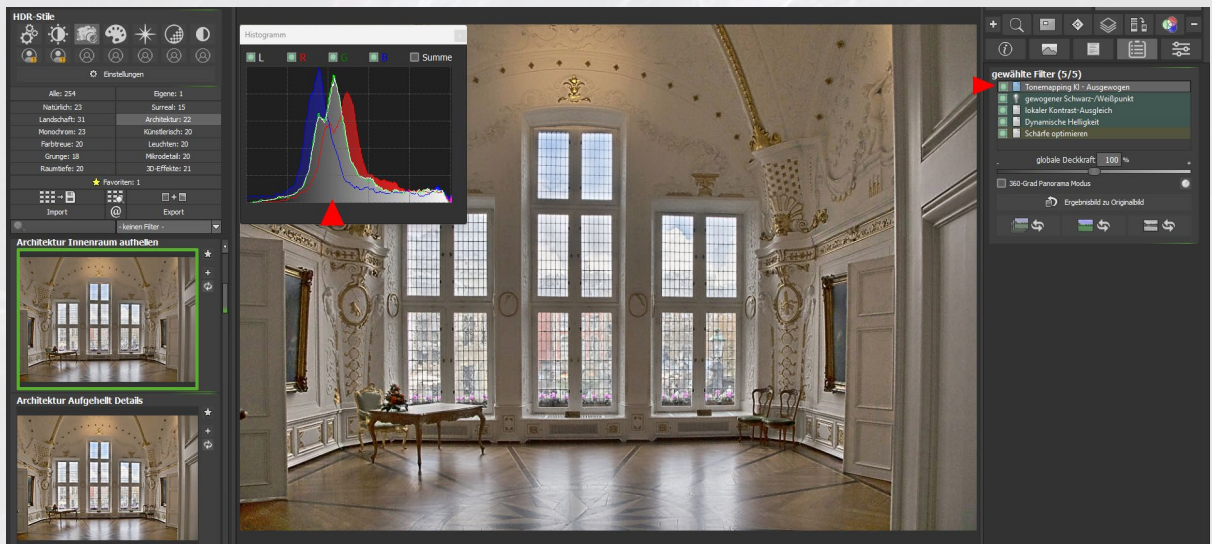 HDR-Stile
Einstellungen
Alle: 254
Eigene: 1
Natürlich: 23
Surreal: 15
Landschaft: 31
Architektur: 22
Monochrom: 23
Künstlerisch: 20
Farbtreue: 20
Leuchten: 20
Grunge: 18
Mikrodetail: 20
Raumtiefe: 20
3D-Effekte: 21
Favoriten: 1
Import
@
Export
- keinen Filter -
Architektur Innenraum aufhellen
Architektur Aufgehellt Details
Histogramm
L
R
G
B
Summe
gewählte Filter (5/5)
Tonemapping KI - Ausgewogen
gewogener Schwarz-/Weißpunkt
lokaler Kontrast-Ausgleich
Dynamische Helligkeit
Schärfe optimieren
globale Deckkraft 100 %
360-Grad Panorama Modus
Ergebnisbild zu Originalbild